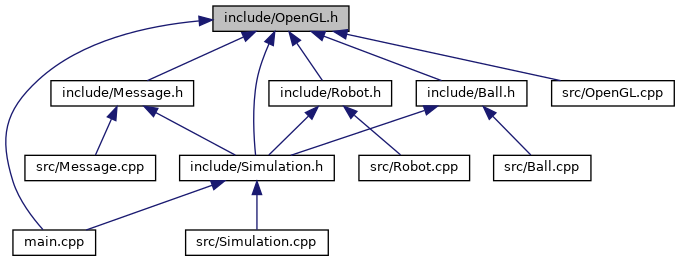 include/OpenGL.h
include/Message.h
include/Robot.h
include/Ball.h
src/OpenGL.cpp
src/Message.cpp
include/Simulation.h
src/Robot.cpp
src/Ball.cpp
main.cpp
src/Simulation.cpp